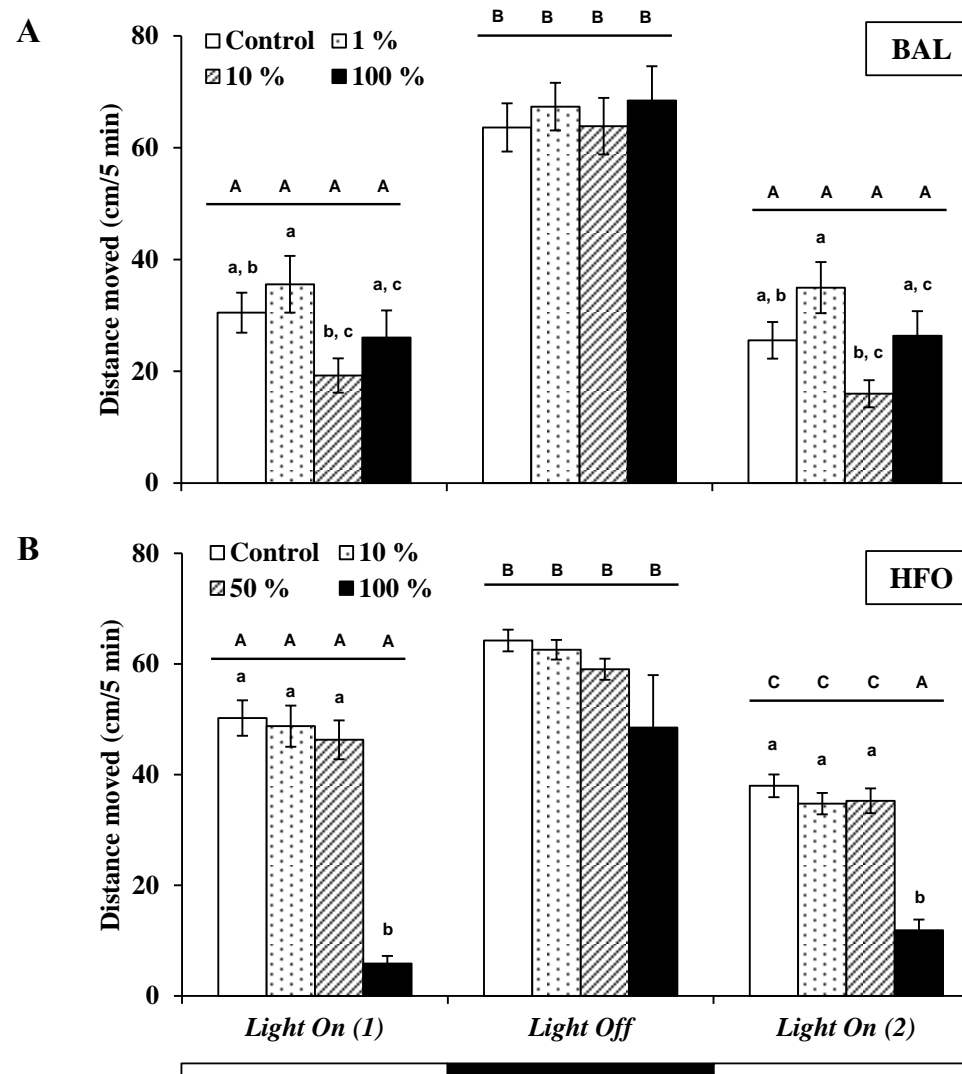 A
Distance moved (cm/5 min)
80
60
40
20
0
Control 1 %
10 % 100 %
BAL
B B B B
A A A A
A A A A
a, b a b, c a, c
a, b a b, c a, c
B
Distance moved (cm/5 min)
80
60
40
20
0
Control 10 %
50 % 100 %
HFO
B B B B
A A A A
C C C A
a a a b
a a a b
Light On (1) Light Off Light On (2)